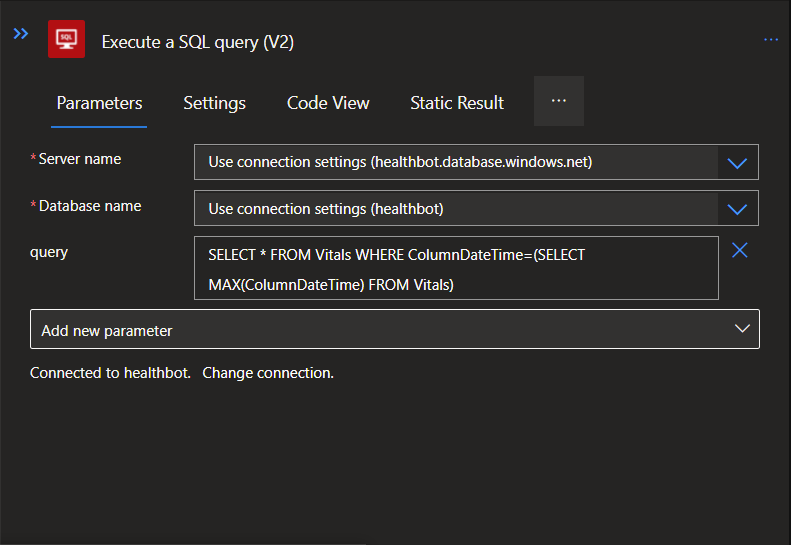 SQL
Execute a SQL query (V2)
...
Parameters Settings Code View Static Result ...
*Server name Use connection settings (healthbot.database.windows.net)
*Database name Use connection settings (healthbot)
query SELECT * FROM Vitals WHERE ColumnDateTime=(SELECT
MAX(ColumnDateTime) FROM Vitals)
Add new parameter
Connected to healthbot. Change connection.